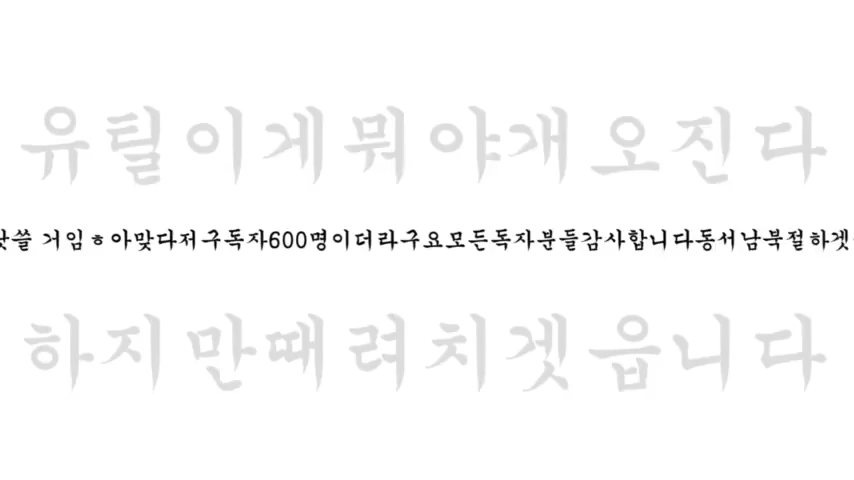 유틸이게뭐야개오진다
쓸 거임ㅎ아맞다저구독자600명이더라구요모든독자분들감사합니다동서남북절하겟
하지만때려치겟읍니다